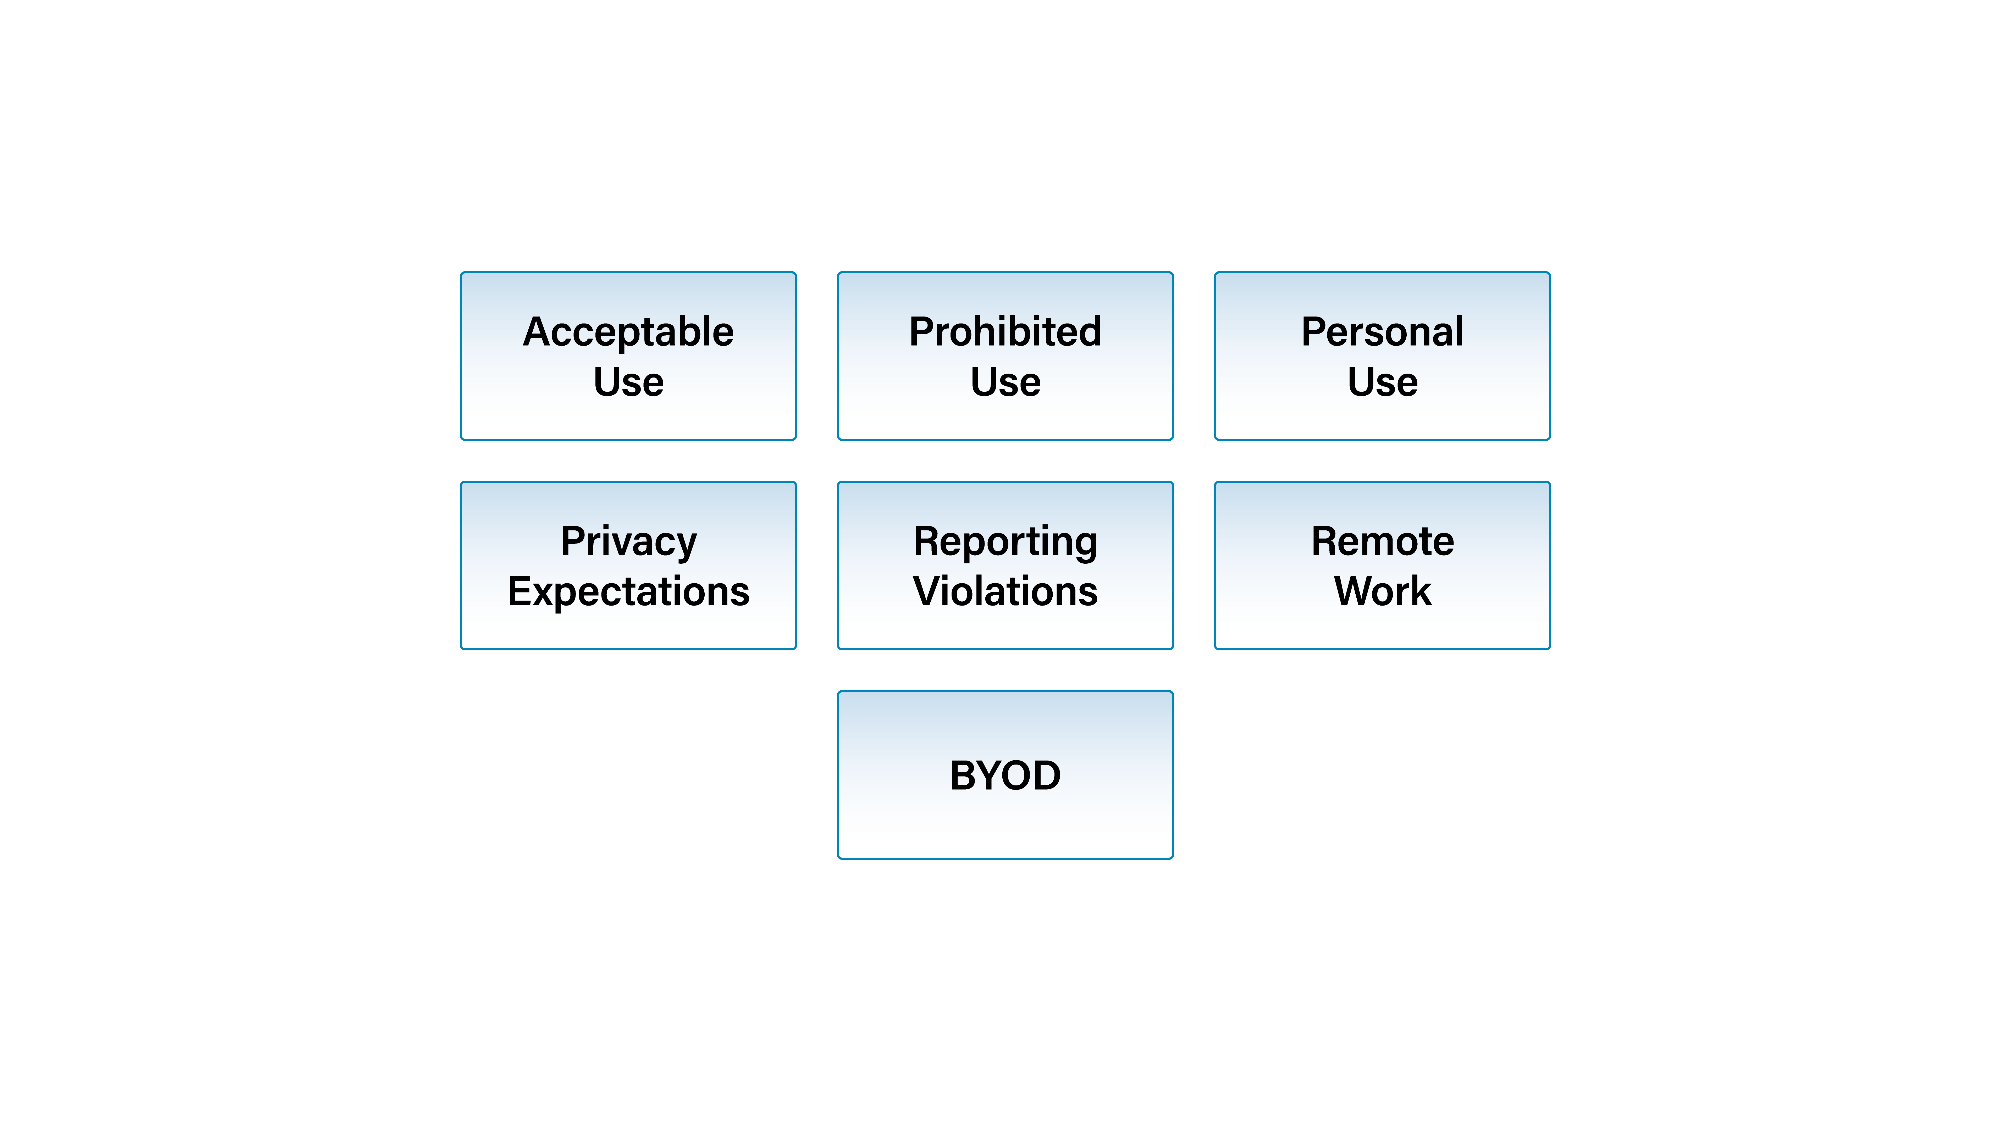 Acceptable
Use
Prohibited
Use
Personal
Use
Privacy
Expectations
Reporting
Violations
Remote
Work
BYOD